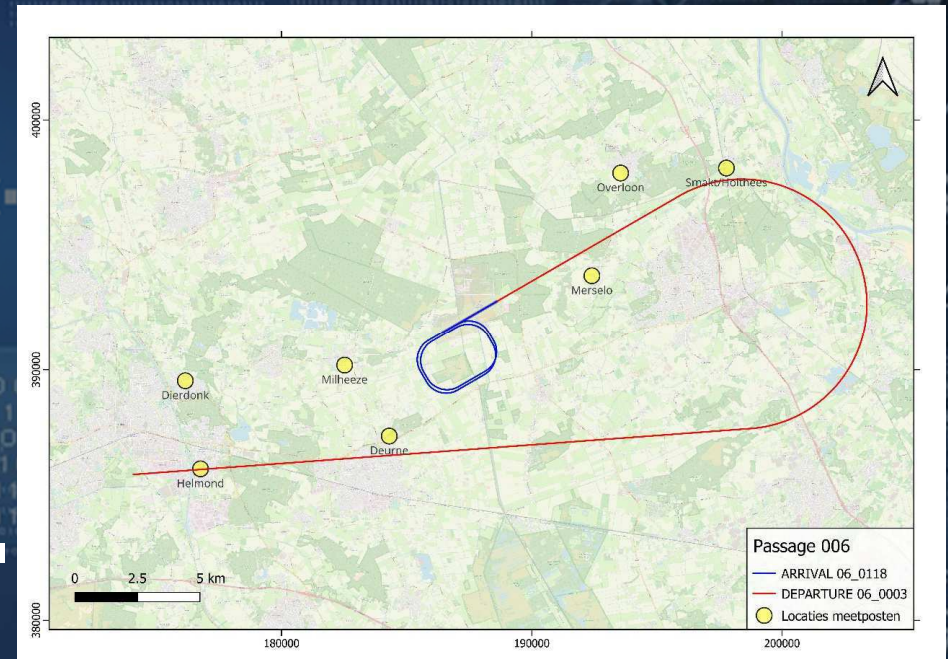 400000
390000
380000
Overloon
Smakt/Holthees
Merselo
Milheeze
Dierdonk
Deurne
Helmond
0 2.5 5 km
Passage 006
ARRIVAL 06_0118
DEPARTURE 06_0003
Locaties meetposten
180000 190000 200000